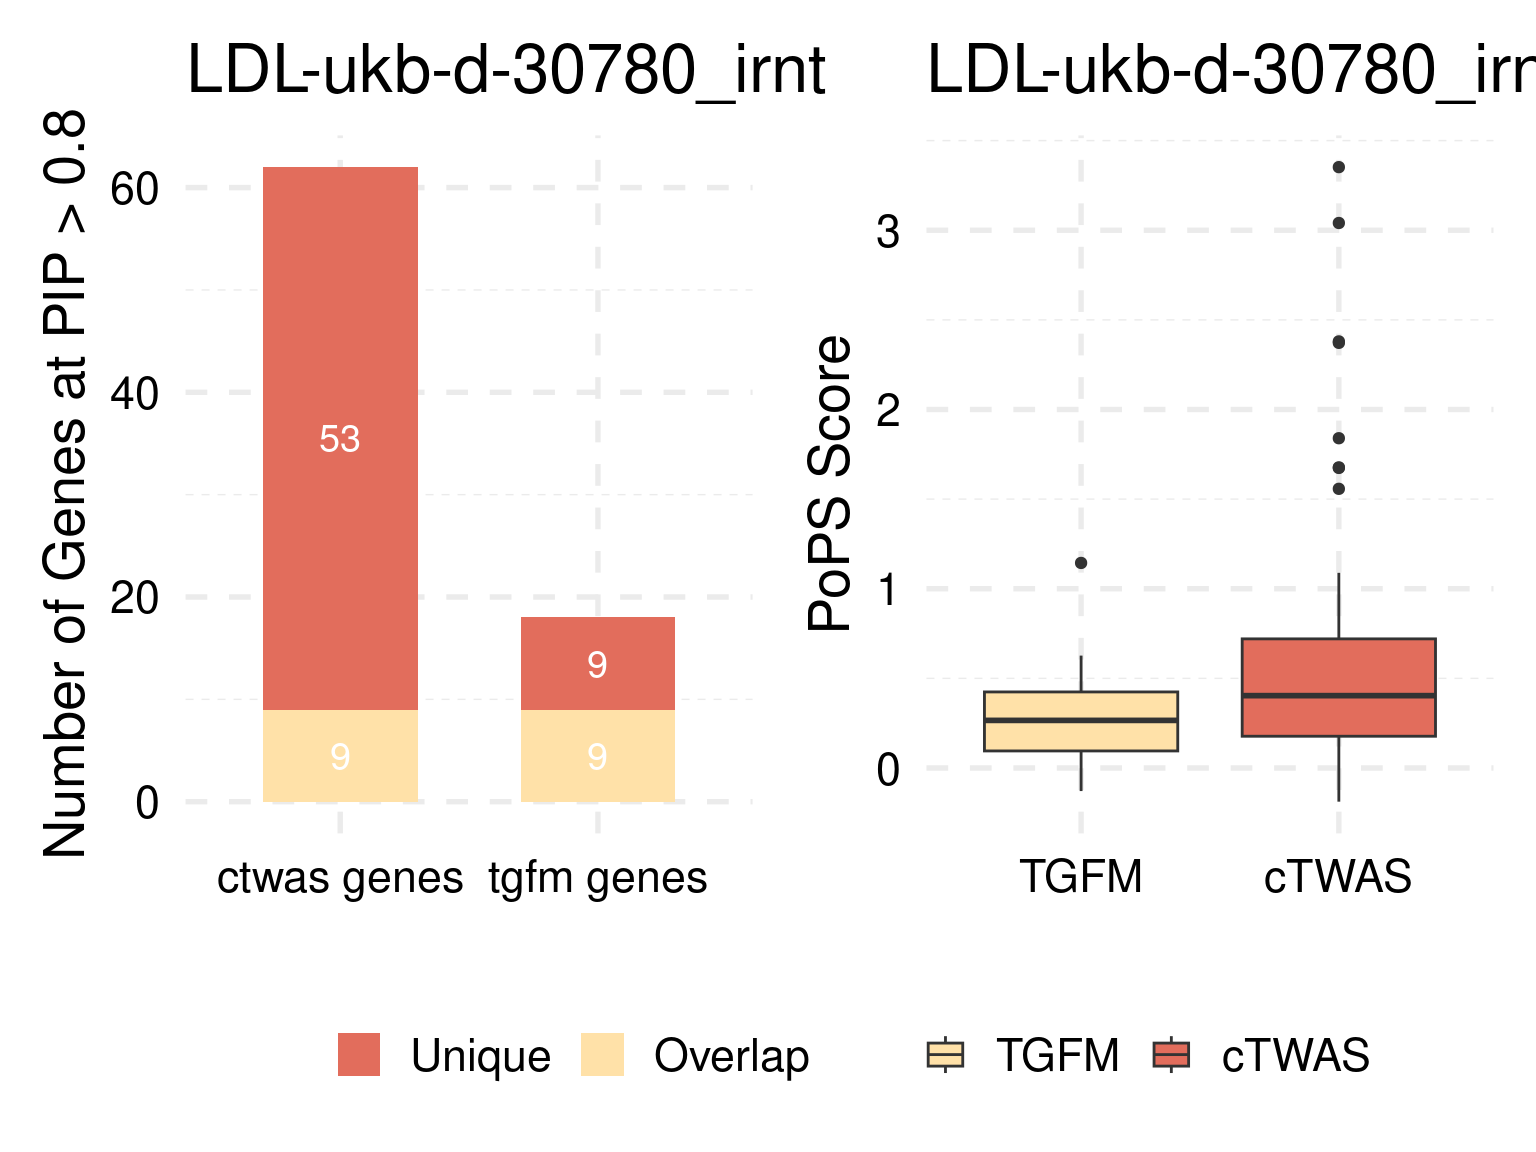 LDL-ukb-d-30780_irnt
Number of Genes at PIP > 0.8
60
40
20
0
53
9
9
9
ctwas genes
tgfm genes
Unique
Overlap
LDL-ukb-d-30780_irn
PoPS Score
3
2
1
0
TGFM
cTWAS
TGFM
cTWAS